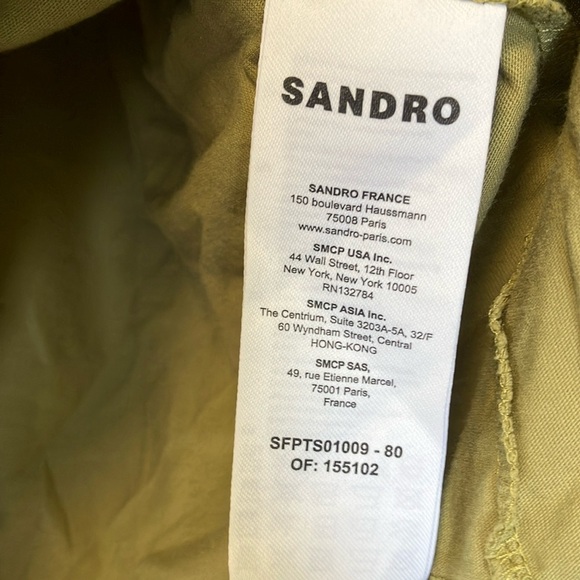 SANDRO
SANDRO FRANCE
150 boulevard Haussmann
75008 Paris
www.sandro-paris.com
SMCP USA Inc.
44 Wall Street, 12th Floor
New York, New York 10005
RN132784
SMCP ASIA Inc.
The Centrium, Suite 3203A-5A, 32/F
60 Wyndham Street, Central
HONG-KONG
SMCP SAS,
49, rue Etienne Marcel,
75001 Paris,
France
SFPTS01009 - 80
OF: 155102